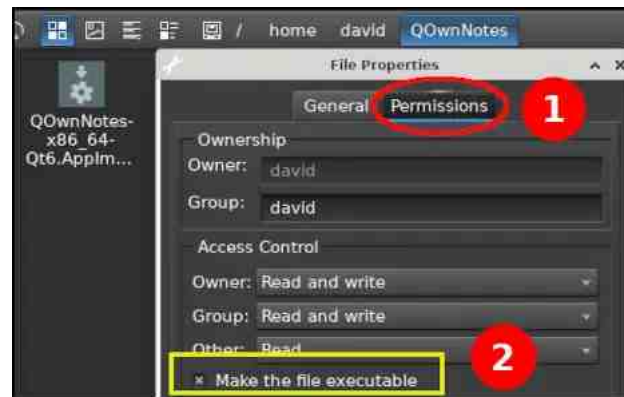 / home david QOwnNotes
File Properties
QOwnNotes-
x86_64-
Qt6.AppIm...
General Permissions
1
Ownership
Owner: david
Group: david
Access Control
Owner: Read and write
Group: Read and write
Other: Read
2
Make the file executable